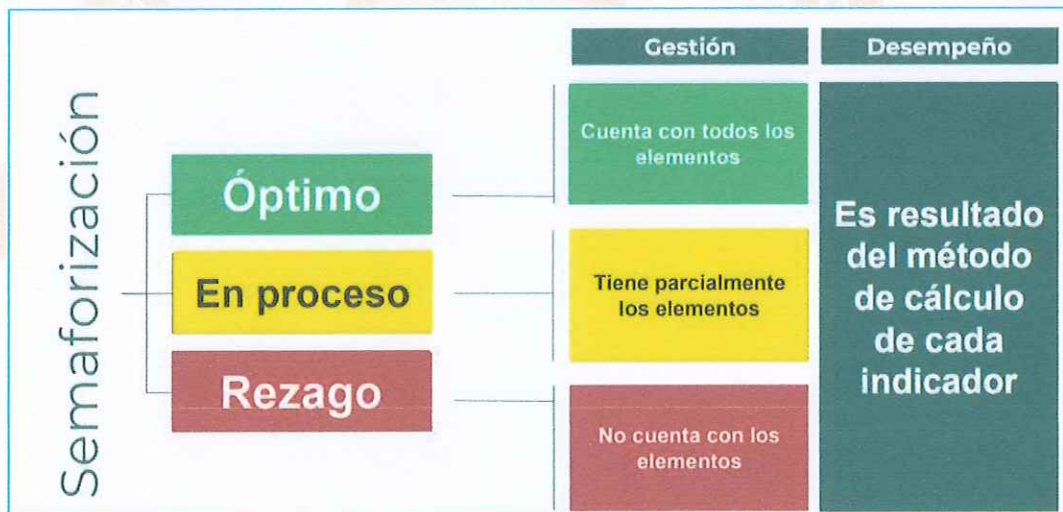 Semaforización
Óptimo
En proceso
Rezago
Gestión
Cuenta con todos los
elementos
Tiene parcialmente
los elementos
No cuenta con los
elementos
Desempeño
Es resultado
del método
de cálculo
de cada
indicador